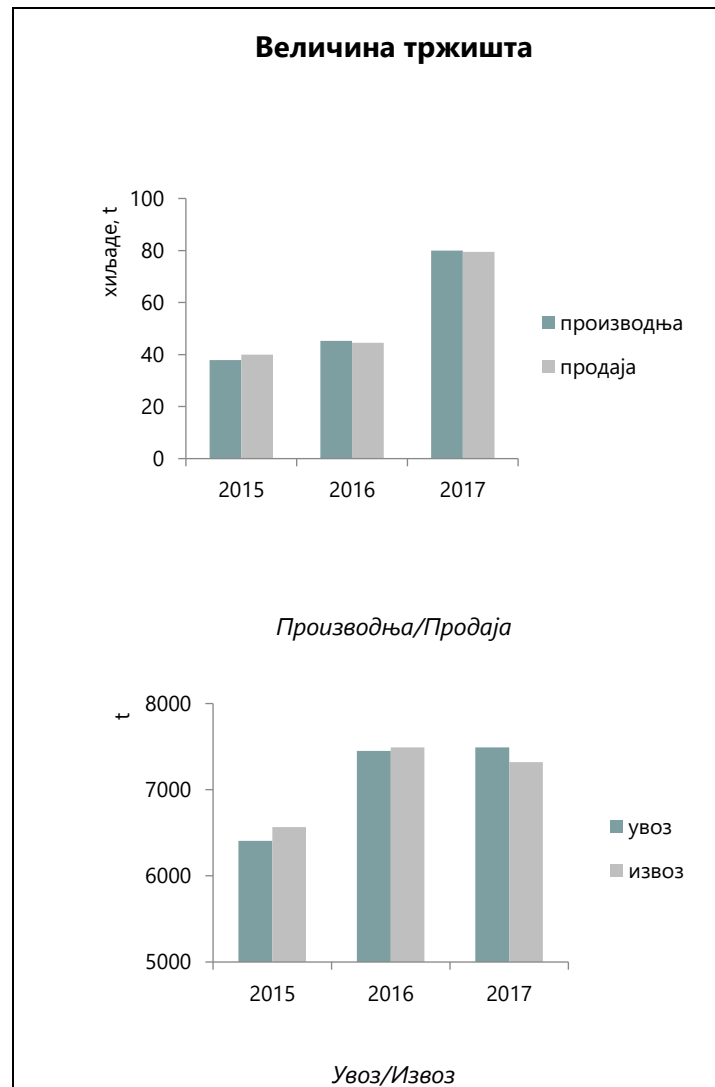 Величина тржишта
хиљаде, t
100
80
60
40
20
0
2015 2016 2017
производња
продаја
Производња/Продаја
t
8000
7000
6000
5000
2015 2016 2017
увоз
извоз
Увоз/Извоз